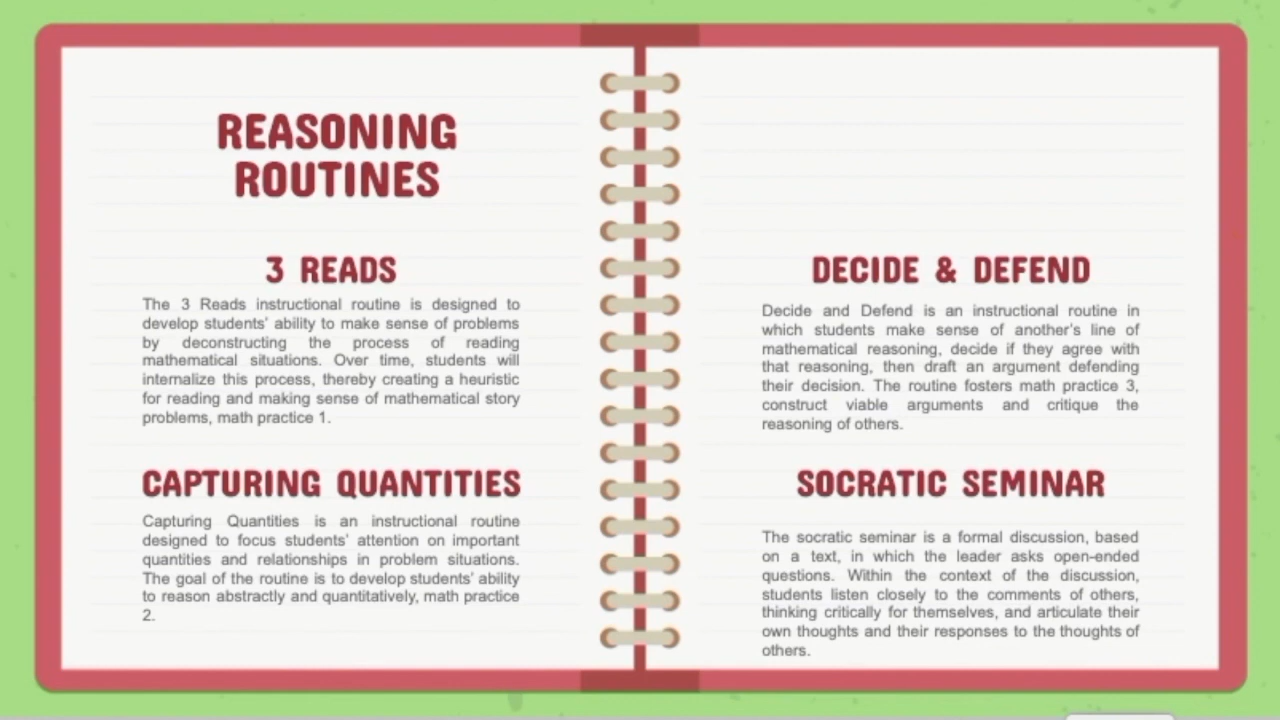 REASONING
ROUTINES
3 READS
The 3 Reads instructional routine is designed to
develop students' ability to make sense of problems
by deconstructing the process of reading
mathematical situations. Over time, students will
internalize this process, thereby creating a heuristic
for reading and making sense of mathematical story
problems, math practice 1.
CAPTURING QUANTITIES
Capturing Quantities is an instructional routine
designed to focus students' attention on important
quantities and relationships in problem situations.
The goal of the routine is to develop students' ability
to reason abstractly and quantitatively, math practice
2.
DECIDE & DEFEND
Decide and Defend is an instructional routine in
which students make sense of another's line of
mathematical reasoning, decide if they agree with
that reasoning, then draft an argument defending
their decision. The routine fosters math practice 3,
construct viable arguments and critique the
reasoning of others.
SOCRATIC SEMINAR
The socratic seminar is a formal discussion, based
on a text, in which the leader asks open-ended
questions. Within the context of the discussion,
students listen closely to the comments of others,
thinking critically for themselves, and articulate their
own thoughts and their responses to the thoughts of
others.